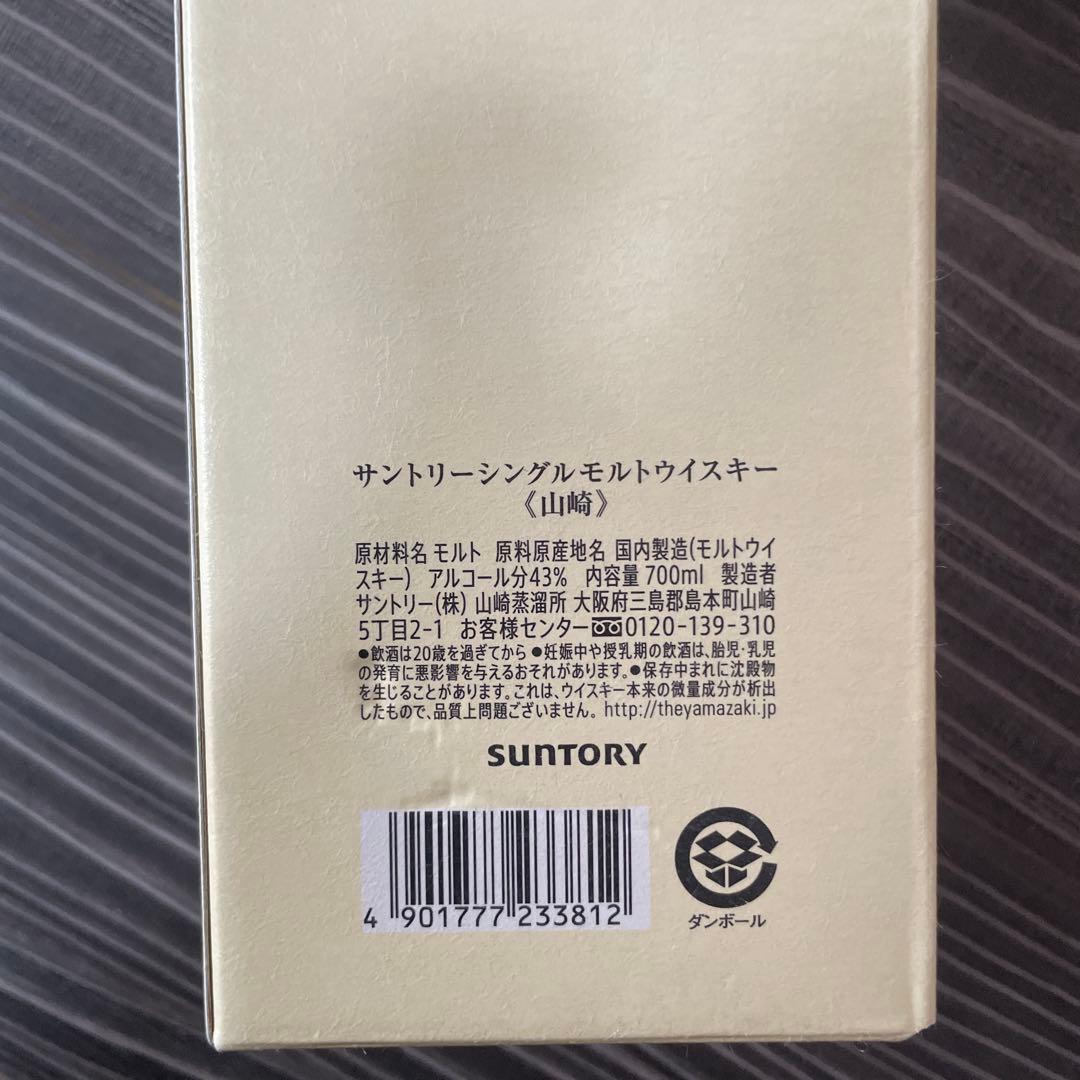 サントリーシングルモルトウイスキー
《山崎》
原材料名 モルト 原料原産地名 国内製造(モルトウイ
スキー) アルコール分43% 内容量 700ml 製造者
サントリー(株) 山崎蒸溜所 大阪府三島郡島本町山崎
5丁目2-1 お客様センター 0120-139-310
●飲酒は20歳を過ぎてから ●妊娠中や授乳期の飲酒は、胎児・乳児
の発育に悪影響を与えるおそれがあります。●保存中まれに沈殿物
を生じることがあります。これは、ウイスキー本来の微量成分が析出
したもので、品質上問題ございません。 http://theyamazaki.jp
SUNTORY
4 901777 233812
ダンボール